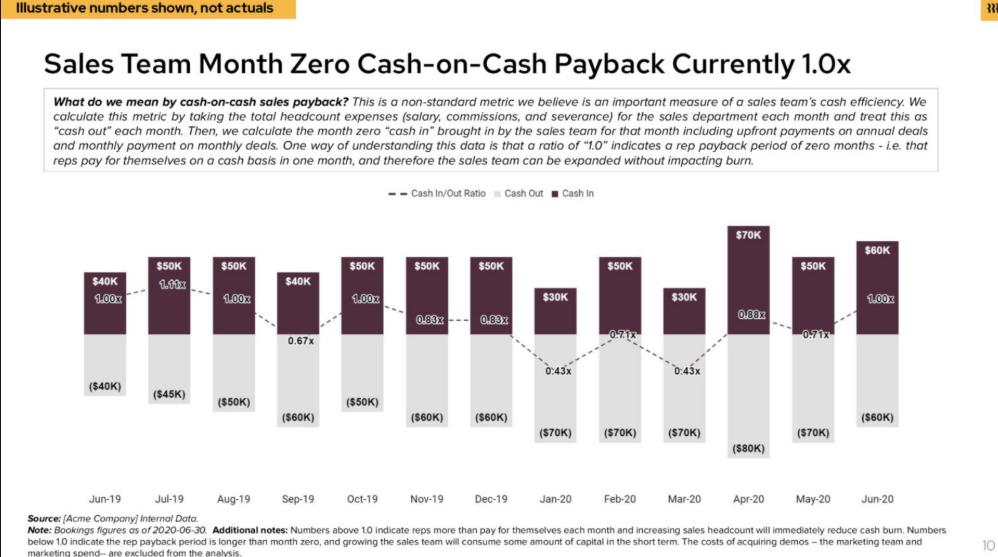 Illustrative numbers shown, not actuals
Sales Team Month Zero Cash-on-Cash Payback Currently 1.0x
What do we mean by cash-on-cash sales payback? This is a non-standard metric we believe is an important measure of a sales team's cash efficiency. We
calculate this metric by taking the total headcount expenses (salary, commissions, and severance) for the sales department each month and treat this as
"cash out" each month. Then, we calculate the month zero "cash in" brought in by the sales team for that month including upfront payments on annual deals
and monthly payment on monthly deals. One way of understanding this data is that a ratio of "1.0" indicates a rep payback period of zero months - i.e. that
reps pay for themselves on a cash basis in one month, and therefore the sales team can be expanded without impacting burn.
Cash In/Out Ratio Cash Out Cash In
$40K $50K $50K $40K $50K $50K $50K $30K $50K $30K $70K $50K $60K
1.00x 1.11x 1.00x 0.67x 1.00x 0.83x 0.83x 0.43x 0.71x 0.43x 0.88x 0.71x 1.00x
($40K) ($45K) ($50K) ($60K) ($50K) ($60K) ($60K) ($70K) ($70K) ($70K) ($80K) ($70K) ($60K)
Jun-19 Jul-19 Aug-19 Sep-19 Oct-19 Nov-19 Dec-19 Jan-20 Feb-20 Mar-20 Apr-20 May-20 Jun-20
Source: [Acme Company] Internal Data.
Note: Bookings figures as of 2020-06-30. Additional notes: Numbers above 1.0 indicate reps more than pay for themselves each month and increasing sales headcount will immediately reduce cash burn. Numbers
below 1.0 indicate the rep payback period is longer than month zero, and growing the sales team will consume some amount of capital in the short term. The costs of acquiring demos – the marketing team and
marketing spend-- are excluded from the analysis.
10